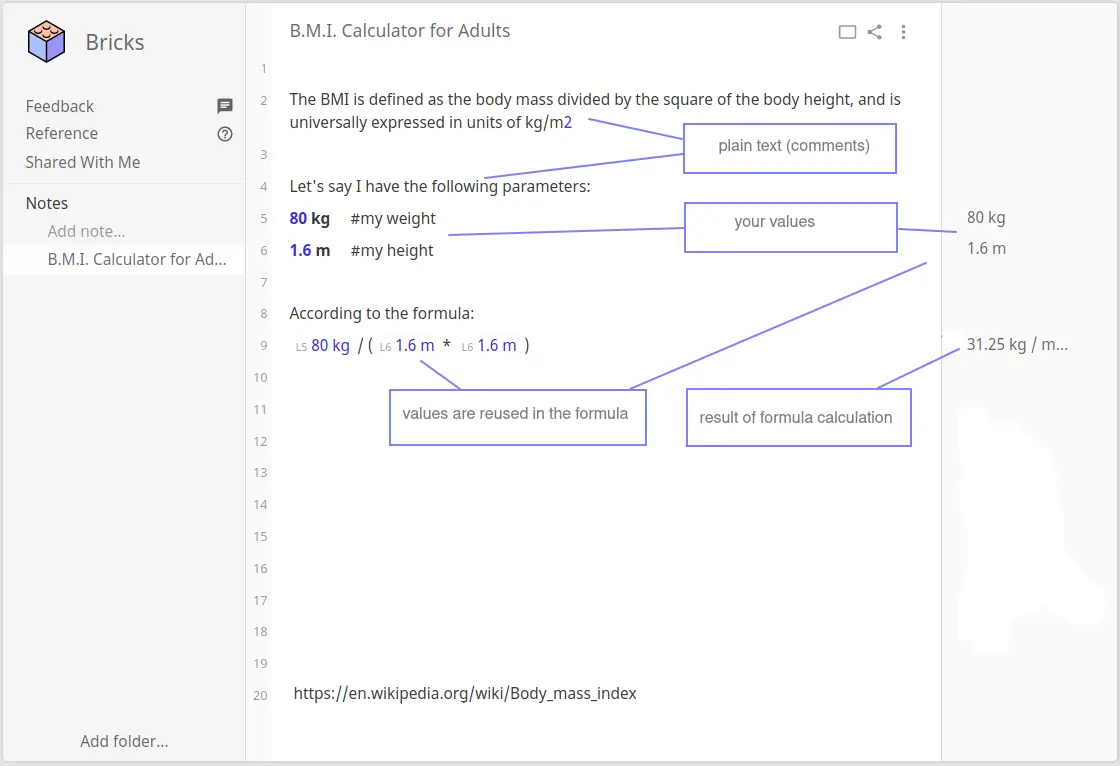 Bricks
Feedback
Reference
Shared With Me
Notes
Add note...
B.M.I. Calculator for Ad...
Add folder...
B.M.I. Calculator for Adults
1
2 The BMI is defined as the body mass divided by the square of the body height, and is
universally expressed in units of kg/m2
plain text (comments)
3
4 Let's say I have the following parameters:
5 80 kg #my weight
your values
80 kg
6 1.6 m #my height
1.6 m
7
8 According to the formula:
9 L5 80 kg / ( L6 1.6 m * L6 1.6 m )
31.25 kg / m...
10
11
values are reused in the formula
result of formula calculation
12
13
14
15
16
17
18
19
20 https://en.wikipedia.org/wiki/Body_mass_index